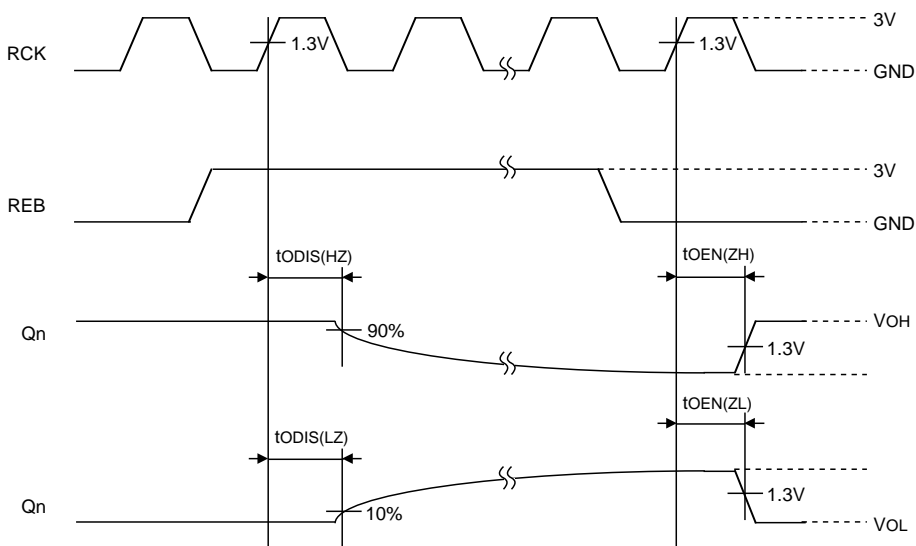 3V
RCK
1.3V
1.3V
GND
3V
REB
GND
tODIS(HZ)
tOEN(ZH)
VOH
Qn
90%
1.3V
tODIS(LZ)
tOEN(ZL)
1.3V
Qn
10%
VOL